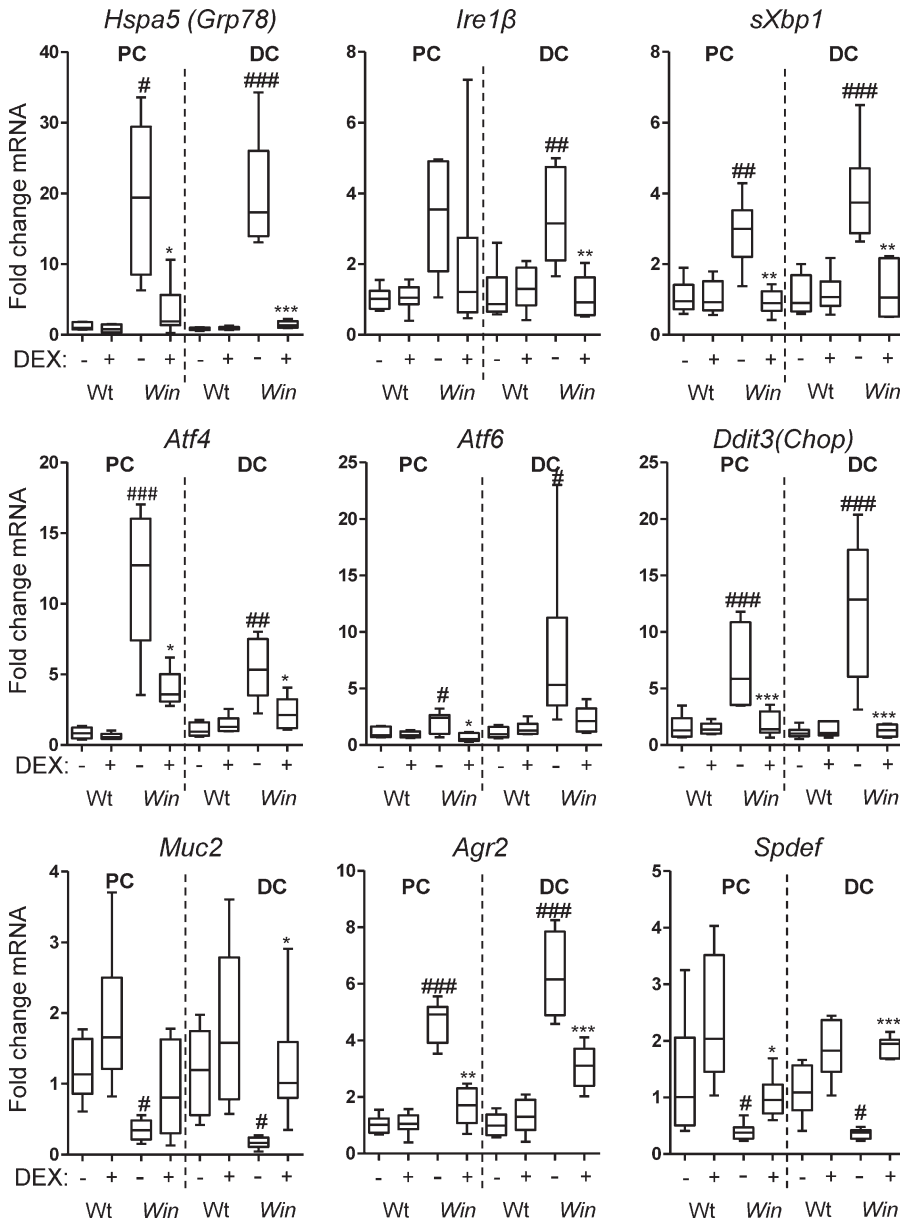 Hspa5 (Grp78)
Ire1β
sXbp1
Fold change mRNA
40
30
20
10
0
PC
DC
#
*
###
***
8
6
4
2
0
PC
DC
##
**
8
6
4
2
0
PC
DC
##
**
###
**
DEX: - + - + - + - +
- + - + - + - +
- + - + - + - +
Wt Win Wt Win
Wt Win Wt Win
Wt Win Wt Win
Atf4
Atf6
Ddit3(Chop)
Fold change mRNA
20
15
10
5
0
PC
DC
###
*
##
*
25
20
15
10
5
0
PC
DC
#
*
#
25
20
15
10
5
0
PC
DC
###
***
###
***
DEX: - + - + - + - +
- + - + - + - +
- + - + - + - +
Wt Win Wt Win
Wt Win Wt Win
Wt Win Wt Win
Muc2
Agr2
Spdef
Fold change mRNA
4
3
2
1
0
PC
DC
#
#
*
10
8
6
4
2
0
PC
DC
###
**
###
***
5
4
3
2
1
0
PC
DC
#
*
#
***
DEX: - + - + - + - +
- + - + - + - +
- + - + - + - +
Wt Win Wt Win
Wt Win Wt Win
Wt Win Wt Win